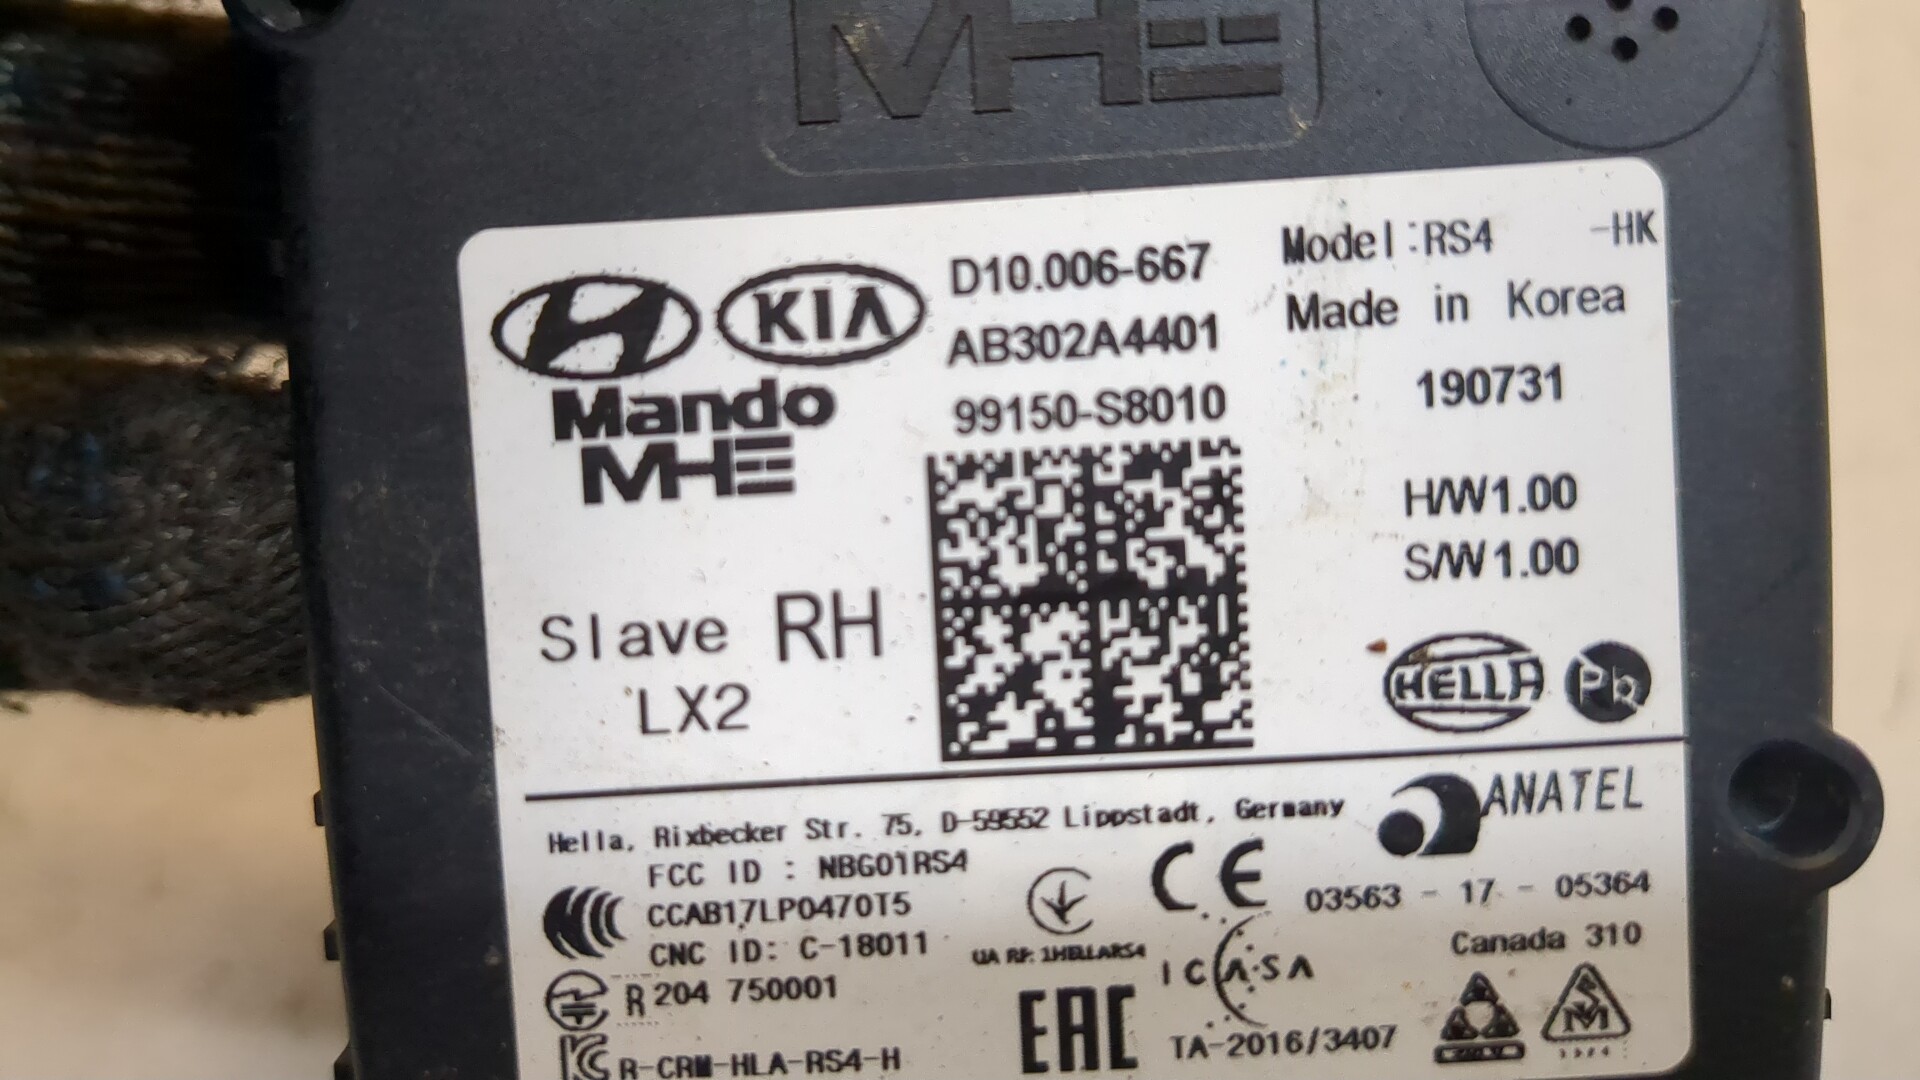 MHE
D10.006-667
Model:RS4 -HK
KIA
AB302A4401
Made in Korea
Mando
99150-S8010
190731
MHE
H/W1.00
S/W1.00
Slave RH
LX2
HELLA
Pb
Hella, Rixbecker Str. 75, D-59552 Lippstadt, Germany
ANATEL
FCC ID : NBG01RS4
CCAB17LP0470T5
CE
03563 - 17 - 05364
CNC ID: C-18011
UA RF: 1HELLARS4
ICASA
Canada 310
R 204 750001
EAC
TA-2016/3407
R-CRM-HLA-RS4-H